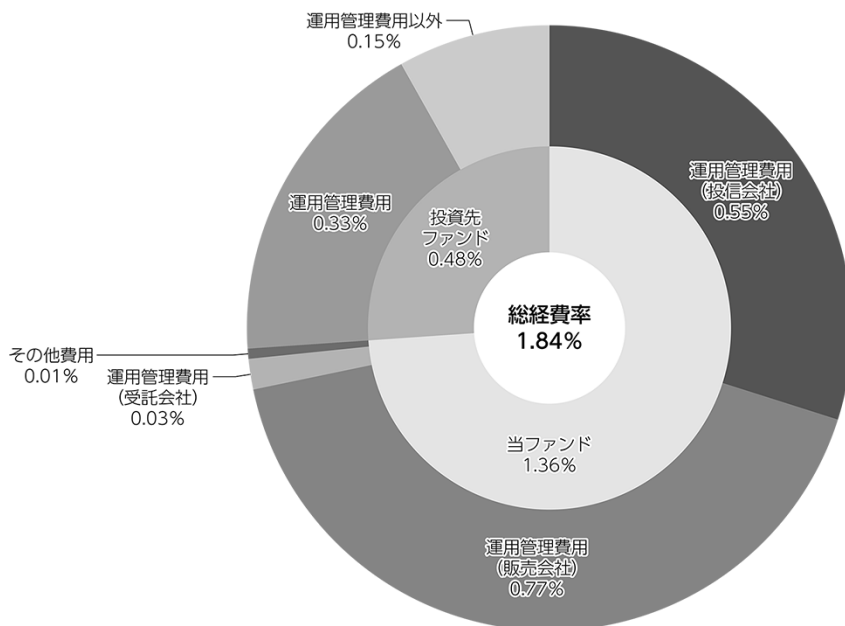 運用管理費用以外
0.15%
運用管理費用
(投信会社)
0.55%
運用管理費用
0.33%
投資先
ファンド
0.48%
総経費率
1.84%
その他費用
0.01%
運用管理費用
(受託会社)
0.03%
当ファンド
1.36%
運用管理費用
(販売会社)
0.77%